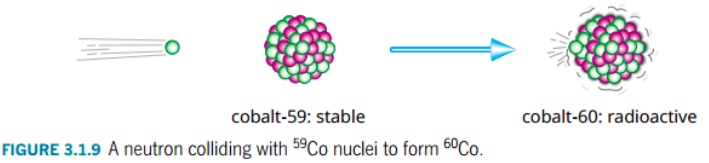 cobalt-59: stable
cobalt-60: radioactive
FIGURE 3.1.9 A neutron colliding with ⁵⁹Co nuclei to form ⁶⁰Co.